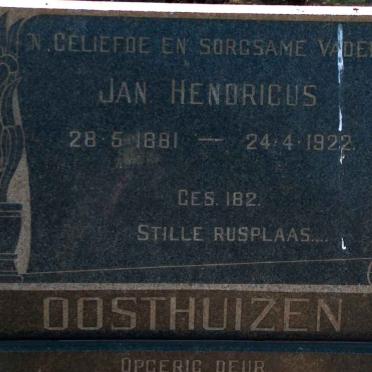 'N GELIEFDE EN SORGSAME VADER
JAN HENDRICUS
28·5·1881 — 24·4·1922.
GES. 182.
STILLE RUSPLAAS....
OOSTHUIZEN
OPGERIG DEUR